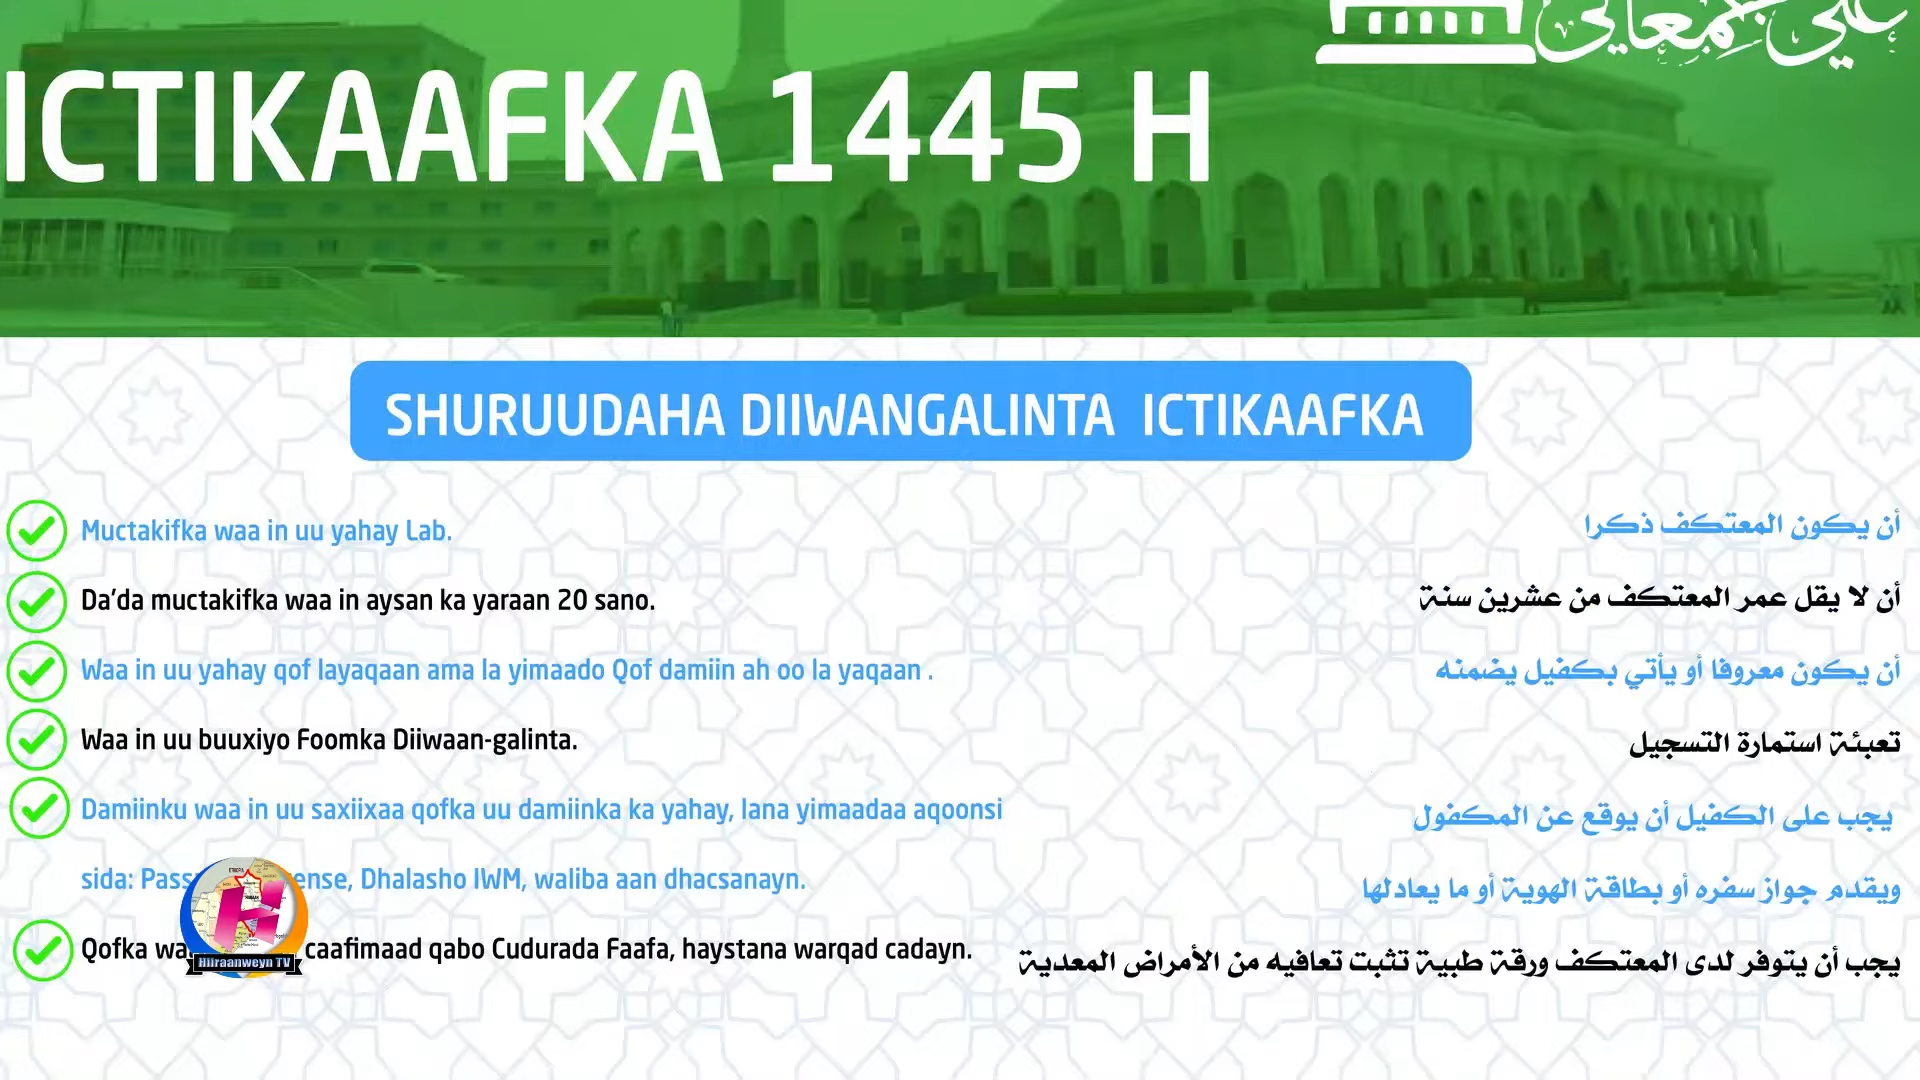 علي جمعالي
ICTIKAAFKA 1445 H
SHURUUDAHA DIIWANGALINTA ICTIKAAFKA
Muctakifka waa in uu yahay Lab.
أن يكون المعتكف ذكرا
Da'da muctakifka waa in aysan ka yaraan 20 sano.
أن لا يقل عمر المعتكف من عشرين سنة
Waa in uu yahay qof layaqaan ama la yimaado Qof damiin ah oo la yaqaan .
أن يكون معروفا أو يأتي بكفيل يضمنه
Waa in uu buuxiyo Foomka Diiwaan-galinta.
تعبئة استمارة التسجيل
Damiinku waa in uu saxiixaa qofka uu damiinka ka yahay, lana yimaadaa aqoonsi
يجب على الكفيل أن يوقع عن المكفول
sida: Dhalasho IWM, waliba aan dhacsanayn.
ويقدم جواز سفره أو بطاقة الهوية أو ما يعادلها
Qofka caafimaad qabo Cudurada Faafa, haystana warqad cadayn.
يجب أن يتوفر لدى المعتكف ورقة طبية تثبت تعافيه من الأمراض المعدية
Hiiraanweyn TV